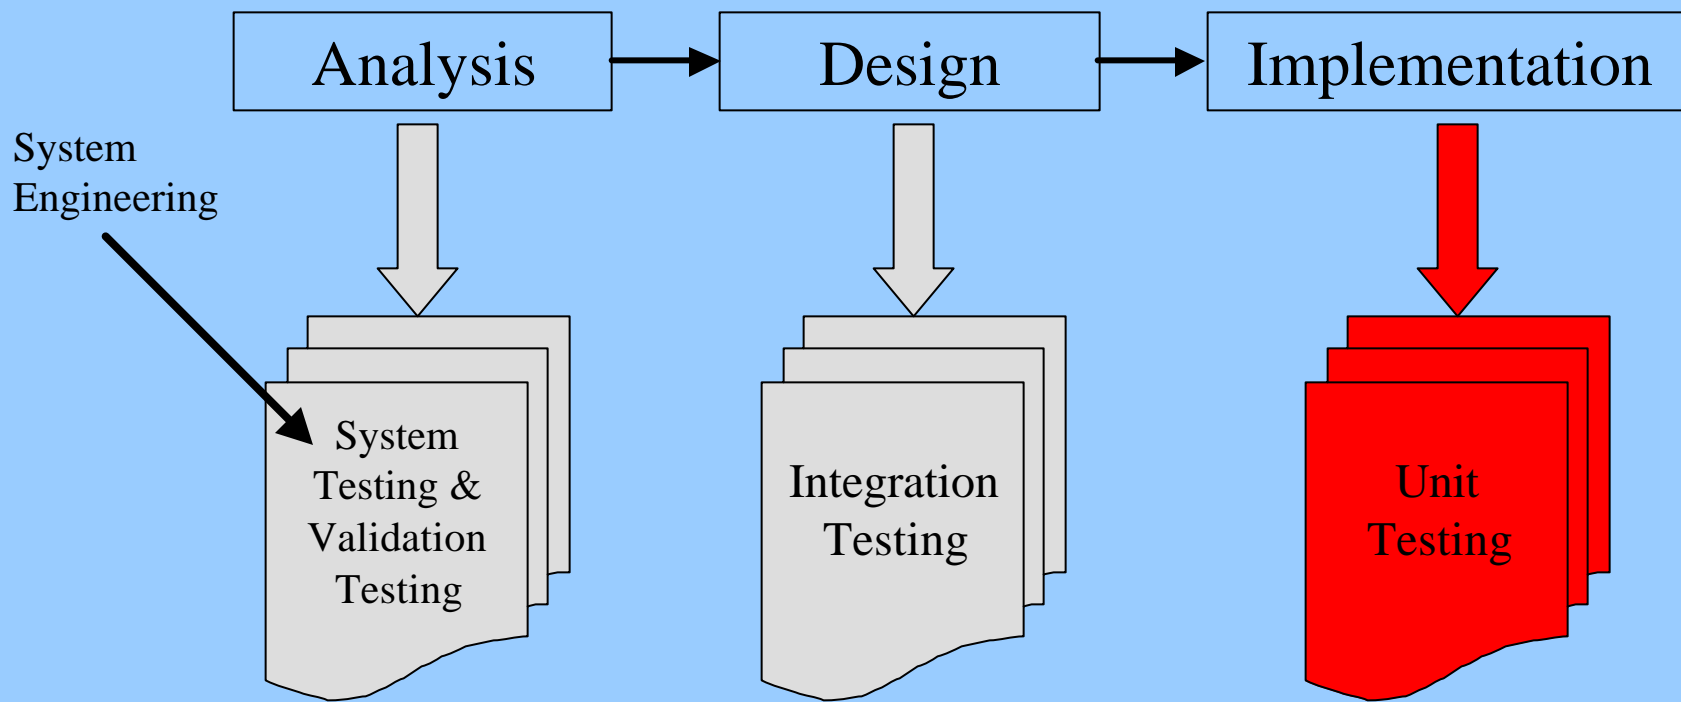 Analysis
Design
Implementation
System
Engineering
System
Testing &
Validation
Testing
Integration
Testing
Unit
Testing